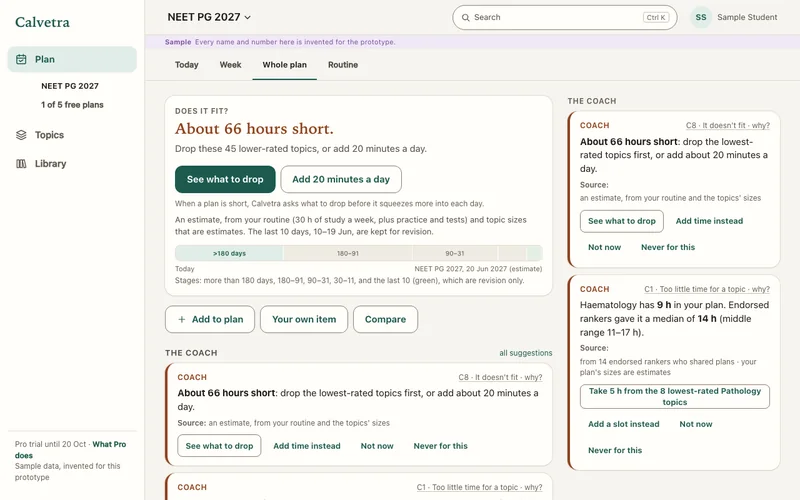 Calvetra
Plan
NEET PG 2027
1 of 5 free plans
Topics
Library
Pro trial until 20 Oct · What Pro
does
Sample data, invented for this
prototype
NEET PG 2027
Search
Ctrl K
SS
Sample Student
Sample Every name and number here is invented for the prototype.
Today
Week
Whole plan
Routine
DOES IT FIT?
About 66 hours short.
Drop these 45 lower-rated topics, or add 20 minutes a day.
See what to drop
Add 20 minutes a day
When a plan is short, Calvetra asks what to drop before it squeezes more into each day.
An estimate, from your routine (30 h of study a week, plus practice and tests) and topic sizes
that are estimates. The last 10 days, 10–19 Jun, are kept for revision.
>180 days
180–91
90–31
Today
NEET PG 2027, 20 Jun 2027 (estimate)
Stages: more than 180 days, 180–91, 90–31, 30–11, and the last 10 (green), which are revision only.
+ Add to plan
Your own item
Compare
THE COACH
all suggestions
COACH
C8 · It doesn't fit · why?
About 66 hours short: drop the lowest-rated topics first, or add about 20 minutes a
day.
Source: an estimate, from your routine and the topics' sizes
See what to drop
Add time instead
Not now
Never for this
COACH
C1 · Too little time for a topic · why?
THE COACH
COACH
C8 · It doesn't fit · why?
About 66 hours short: drop the lowest-
rated topics first, or add about 20 minutes a
day.
Source:
an estimate, from your routine and the topics' sizes
See what to drop
Add time instead
Not now
Never for this
COACH
C1 · Too little time for a topic · why?
Haematology has 9 h in your plan. Endorsed
rankers gave it a median of 14 h (middle
range 11–17 h).
Source:
from 14 endorsed rankers who shared plans · your
plan's sizes are estimates
Take 5 h from the 8 lowest-rated Pathology
topics
Add a slot instead
Not now
Never for this